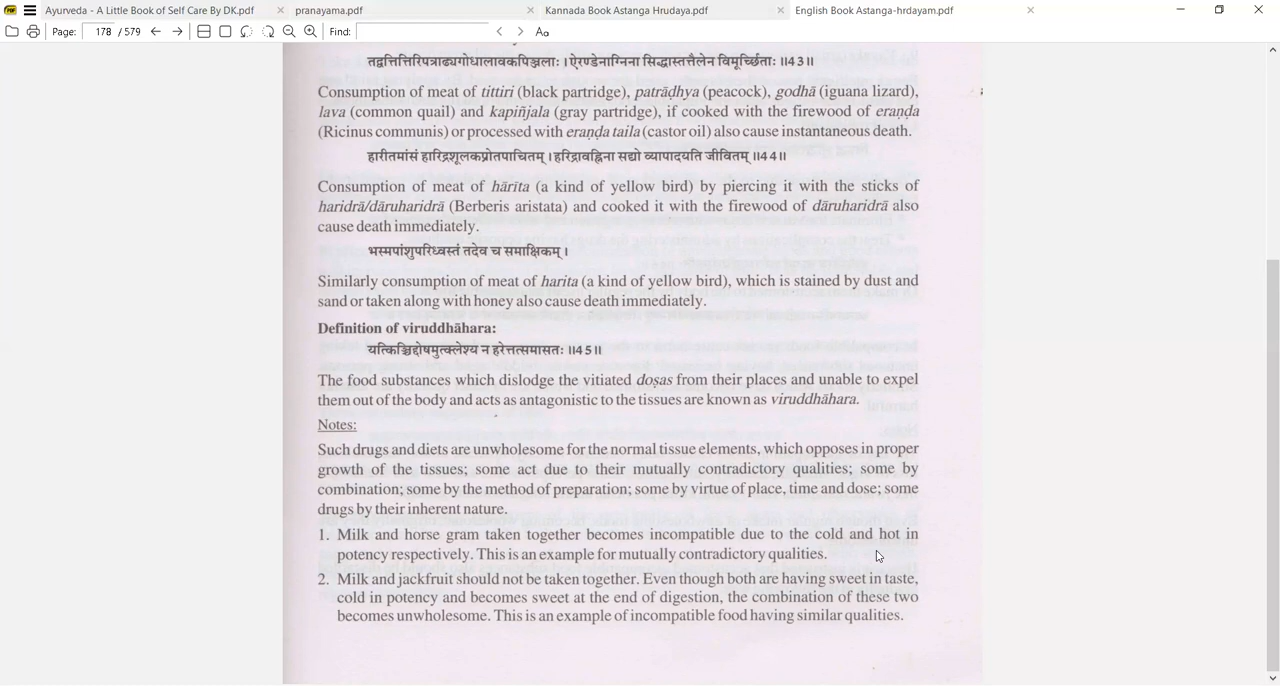 Ayurveda - A Little Book of Self Care By DK.pdf
pranayama.pdf
Kannada Book Astanga Hrudaya.pdf
English Book Astanga-hrdayam.pdf
Page: 178 / 579
Find:
Aa
तद्वत्तित्तिरिपत्राढ्यगोधालावकपिञ्जलाः । ऐरण्डेनाग्निना सिद्धास्तत्तैलेन विमूर्च्छिताः ॥43॥
Consumption of meat of tittiri (black partridge), patrāḍhya (peacock), godhā (iguana lizard),
lava (common quail) and kapiñjala (gray partridge), if cooked with the firewood of eraṇḍa
(Ricinus communis) or processed with eraṇḍa taila (castor oil) also cause instantaneous death.
हारीतमांसं हारिद्रशूलकप्रोतपाचितम् । हरिद्रावह्निना सद्यो व्यापादयति जीवितम् ॥44॥
Consumption of meat of hārīta (a kind of yellow bird) by piercing it with the sticks of
haridrā/dāruharidrā (Berberis aristata) and cooked it with the firewood of dāruharidrā also
cause death immediately.
भस्मपांशुपरिध्वस्तं तदेव च समाक्षिकम् ।
Similarly consumption of meat of harita (a kind of yellow bird), which is stained by dust and
sand or taken along with honey also cause death immediately.
Definition of viruddhāhara:
यत्किञ्चिद्दोषमुत्क्लेश्य न हरेत्तत्समासतः ॥45॥
The food substances which dislodge the vitiated doṣas from their places and unable to expel
them out of the body and acts as antagonistic to the tissues are known as viruddhāhara.
Notes:
Such drugs and diets are unwholesome for the normal tissue elements, which opposes in proper
growth of the tissues; some act due to their mutually contradictory qualities; some by
combination; some by the method of preparation; some by virtue of place, time and dose; some
drugs by their inherent nature.
1. Milk and horse gram taken together becomes incompatible due to the cold and hot in
potency respectively. This is an example for mutually contradictory qualities.
2. Milk and jackfruit should not be taken together. Even though both are having sweet in taste,
cold in potency and becomes sweet at the end of digestion, the combination of these two
becomes unwholesome. This is an example of incompatible food having similar qualities.